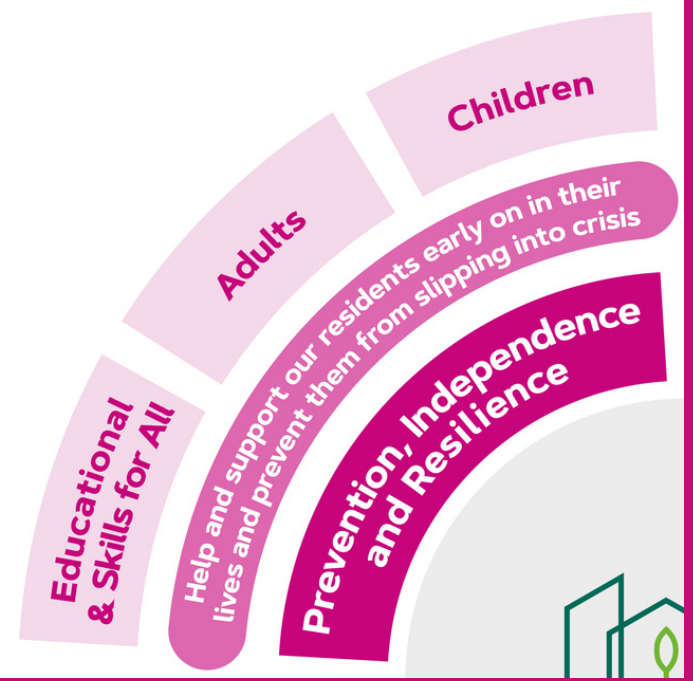 Children
Adults
Educational
& Skills for All
Help and support our residents early on in their
lives and prevent them from slipping into crisis
Prevention, Independence
and Resilience